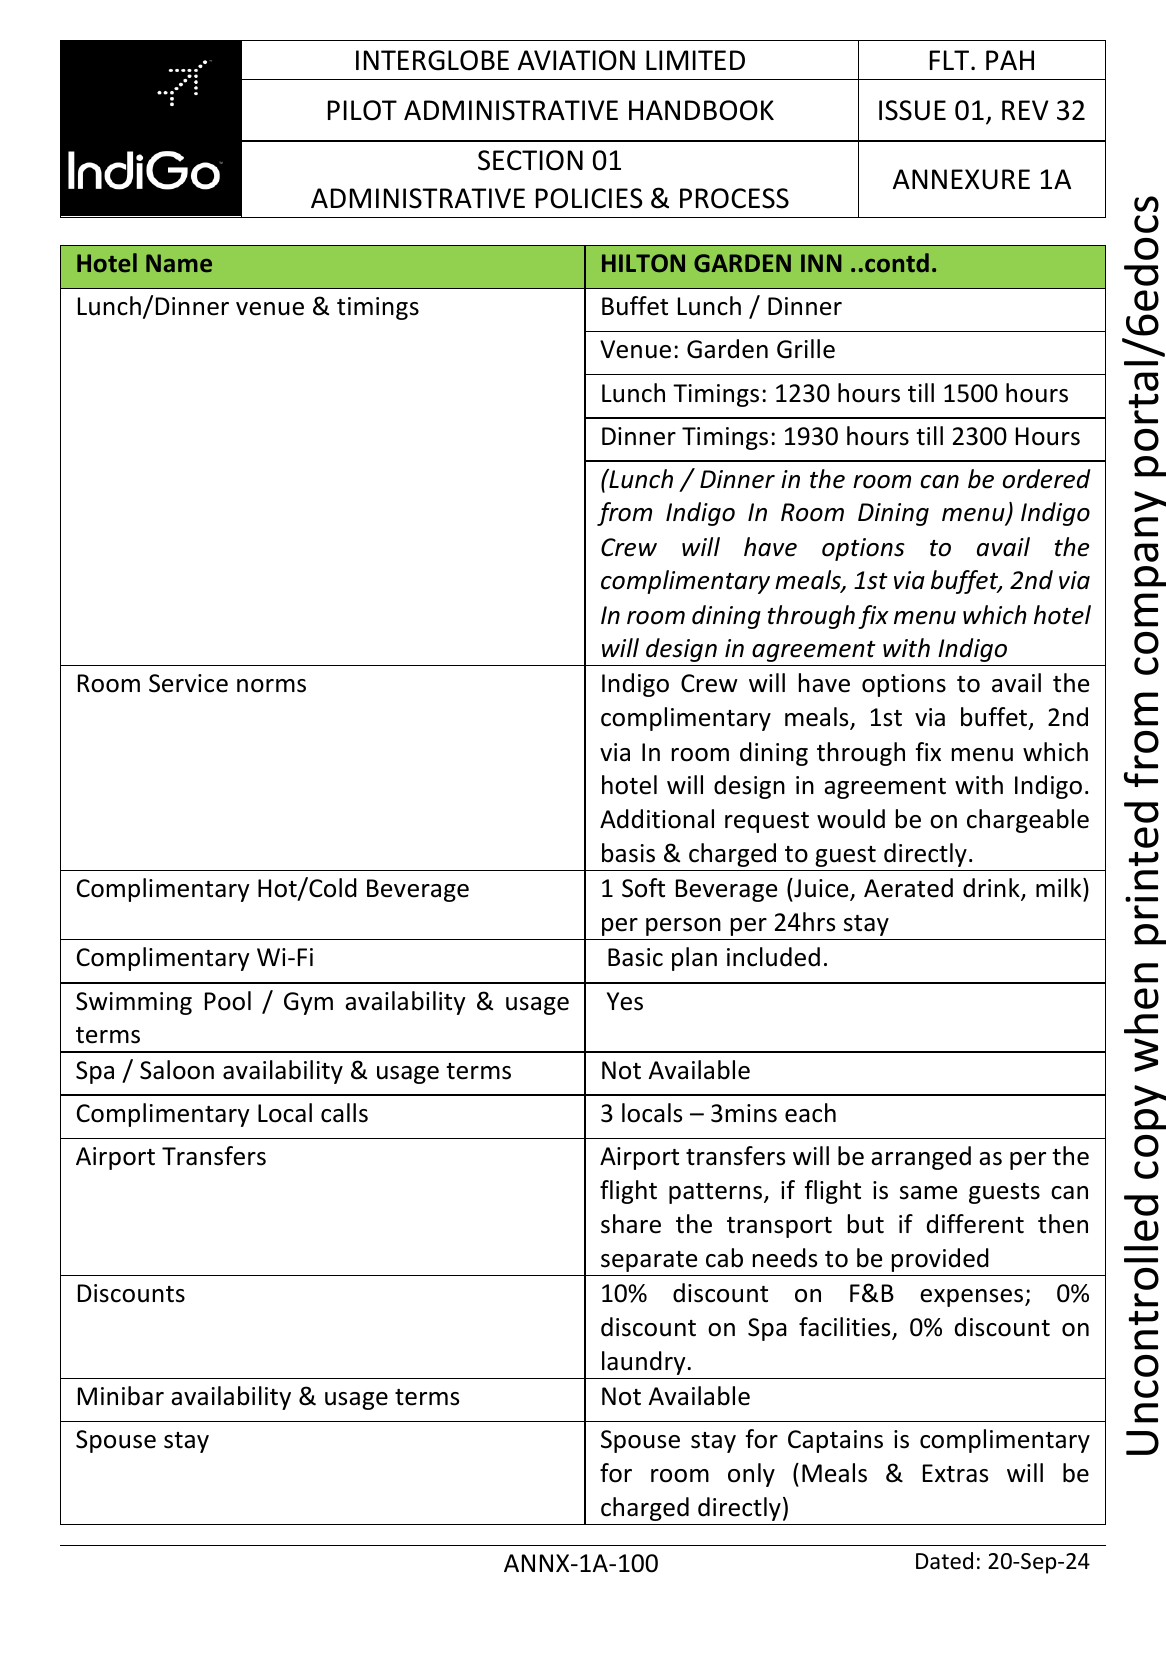 IndiGo
INTERGLOBE AVIATION LIMITED
FLT. PAH
PILOT ADMINISTRATIVE HANDBOOK
ISSUE 01, REV 32
SECTION 01
ADMINISTRATIVE POLICIES & PROCESS
ANNEXURE 1A
Hotel Name
HILTON GARDEN INN ..contd.
Lunch/Dinner venue & timings
Buffet Lunch / Dinner
Venue: Garden Grille
Lunch Timings: 1230 hours till 1500 hours
Dinner Timings: 1930 hours till 2300 Hours
(Lunch / Dinner in the room can be ordered
from Indigo In Room Dining menu) Indigo
Crew will have options to avail the
complimentary meals, 1st via buffet, 2nd via
In room dining through fix menu which hotel
will design in agreement with Indigo
Room Service norms
Indigo Crew will have options to avail the
complimentary meals, 1st via buffet, 2nd
via In room dining through fix menu which
hotel will design in agreement with Indigo.
Additional request would be on chargeable
basis & charged to guest directly.
Complimentary Hot/Cold Beverage
1 Soft Beverage (Juice, Aerated drink, milk)
per person per 24hrs stay
Complimentary Wi-Fi
Basic plan included.
Swimming Pool / Gym availability & usage
terms
Yes
Spa / Saloon availability & usage terms
Not Available
Complimentary Local calls
3 locals – 3mins each
Airport Transfers
Airport transfers will be arranged as per the
flight patterns, if flight is same guests can
share the transport but if different then
separate cab needs to be provided
Discounts
10% discount on F&B expenses; 0%
discount on Spa facilities, 0% discount on
laundry.
Minibar availability & usage terms
Not Available
Spouse stay
Spouse stay for Captains is complimentary
for room only (Meals & Extras will be
charged directly)
ANNX-1A-100
Dated: 20-Sep-24
Uncontrolled copy when printed from company portal/6edocs